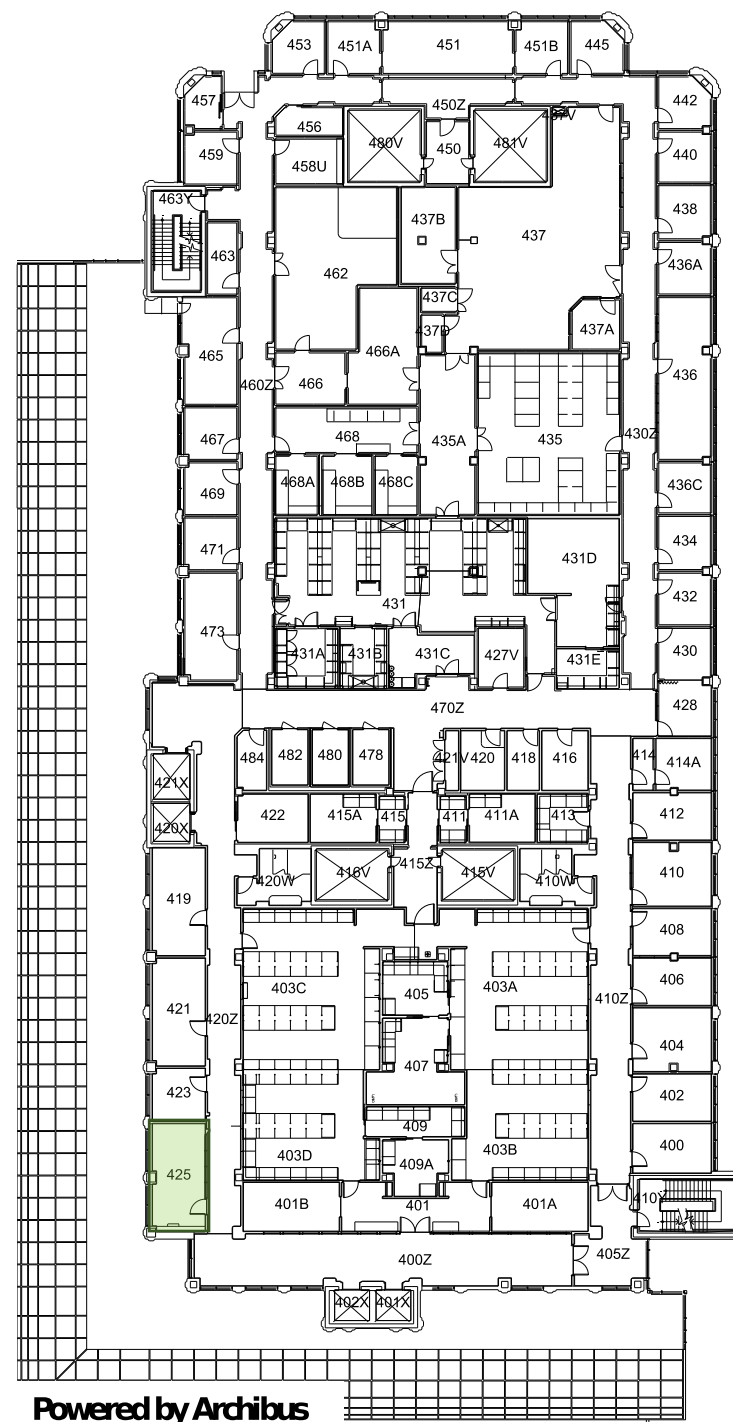 453 451A 451 451B 445
457 450Z 437V 442
456 480V 450 481V
459 458U 440
463Y 438
437B
463 437 436A
462
437C
465 466A 437D 437A
460Z 466 436
467 468 435A 435 430Z
469 468A 468B 468C 436C
471 431D 434
431 432
473 431A 431B 431C 427V 431E 430
470Z 428
484 482 480 478 421V 420 418 416 414 414A
421X
420X 422 415A 415 411 411A 413 412
420W 416V 415Z 415V 410W 410
419
408
403C 405 403A 406
421 420Z 410Z
407 404
423 402
409
403D 409A 403B 400
425
401B 401 401A 410Y
400Z 405Z
402X 401X
Powered by Archibus